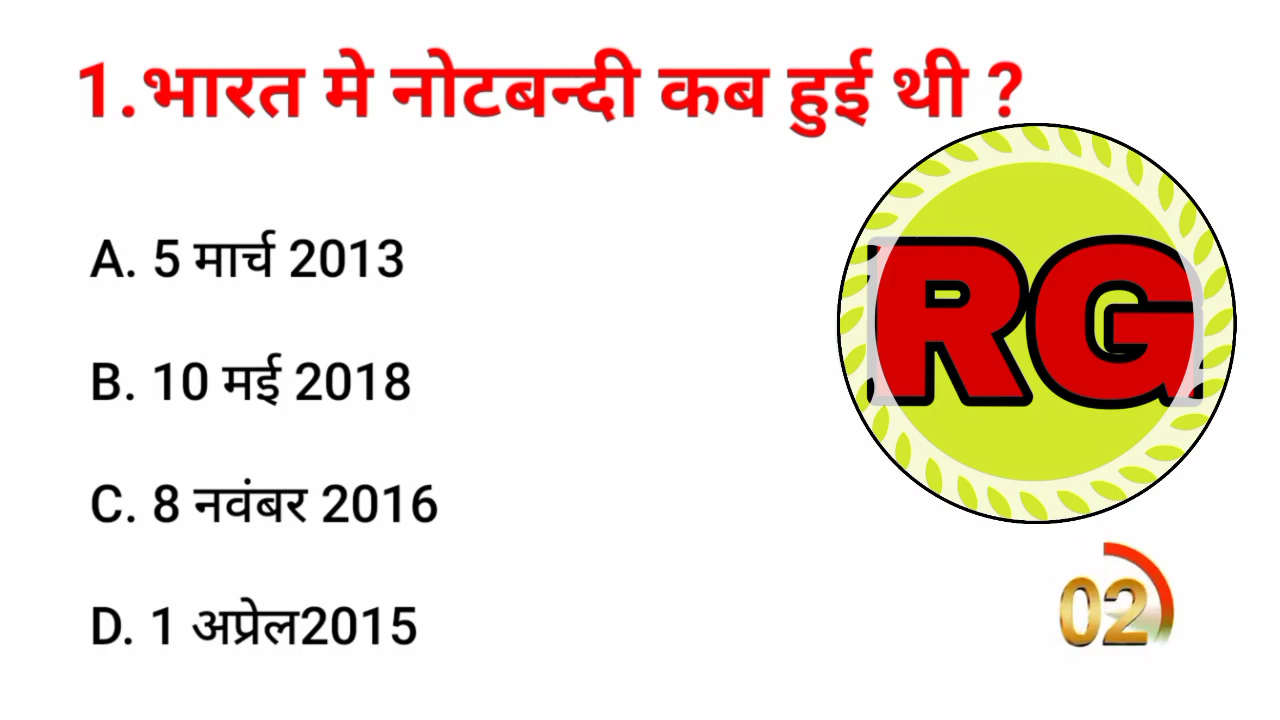 1.भारत मे नोटबन्दी कब हुई थी ?
A. 5 मार्च 2013
RG
B. 10 मई 2018
C. 8 नवंबर 2016
D. 1 अप्रेल2015
02